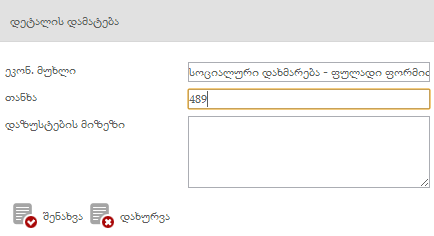 დეტალის დამატება
ეკონ. მუხლი
სოციალური დახმარება - ფულადი ფორმით
თანხა
489
დაზუსტების მიზეზი
შენახვა
დახურვა